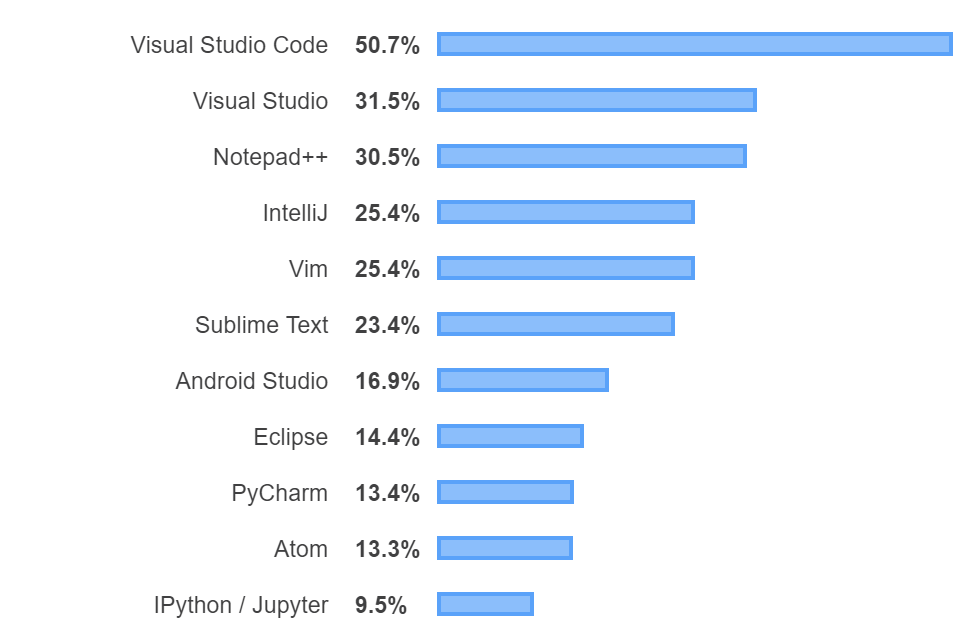 Visual Studio Code 50.7%
Visual Studio 31.5%
Notepad++ 30.5%
IntelliJ 25.4%
Vim 25.4%
Sublime Text 23.4%
Android Studio 16.9%
Eclipse 14.4%
PyCharm 13.4%
Atom 13.3%
IPython / Jupyter 9.5%